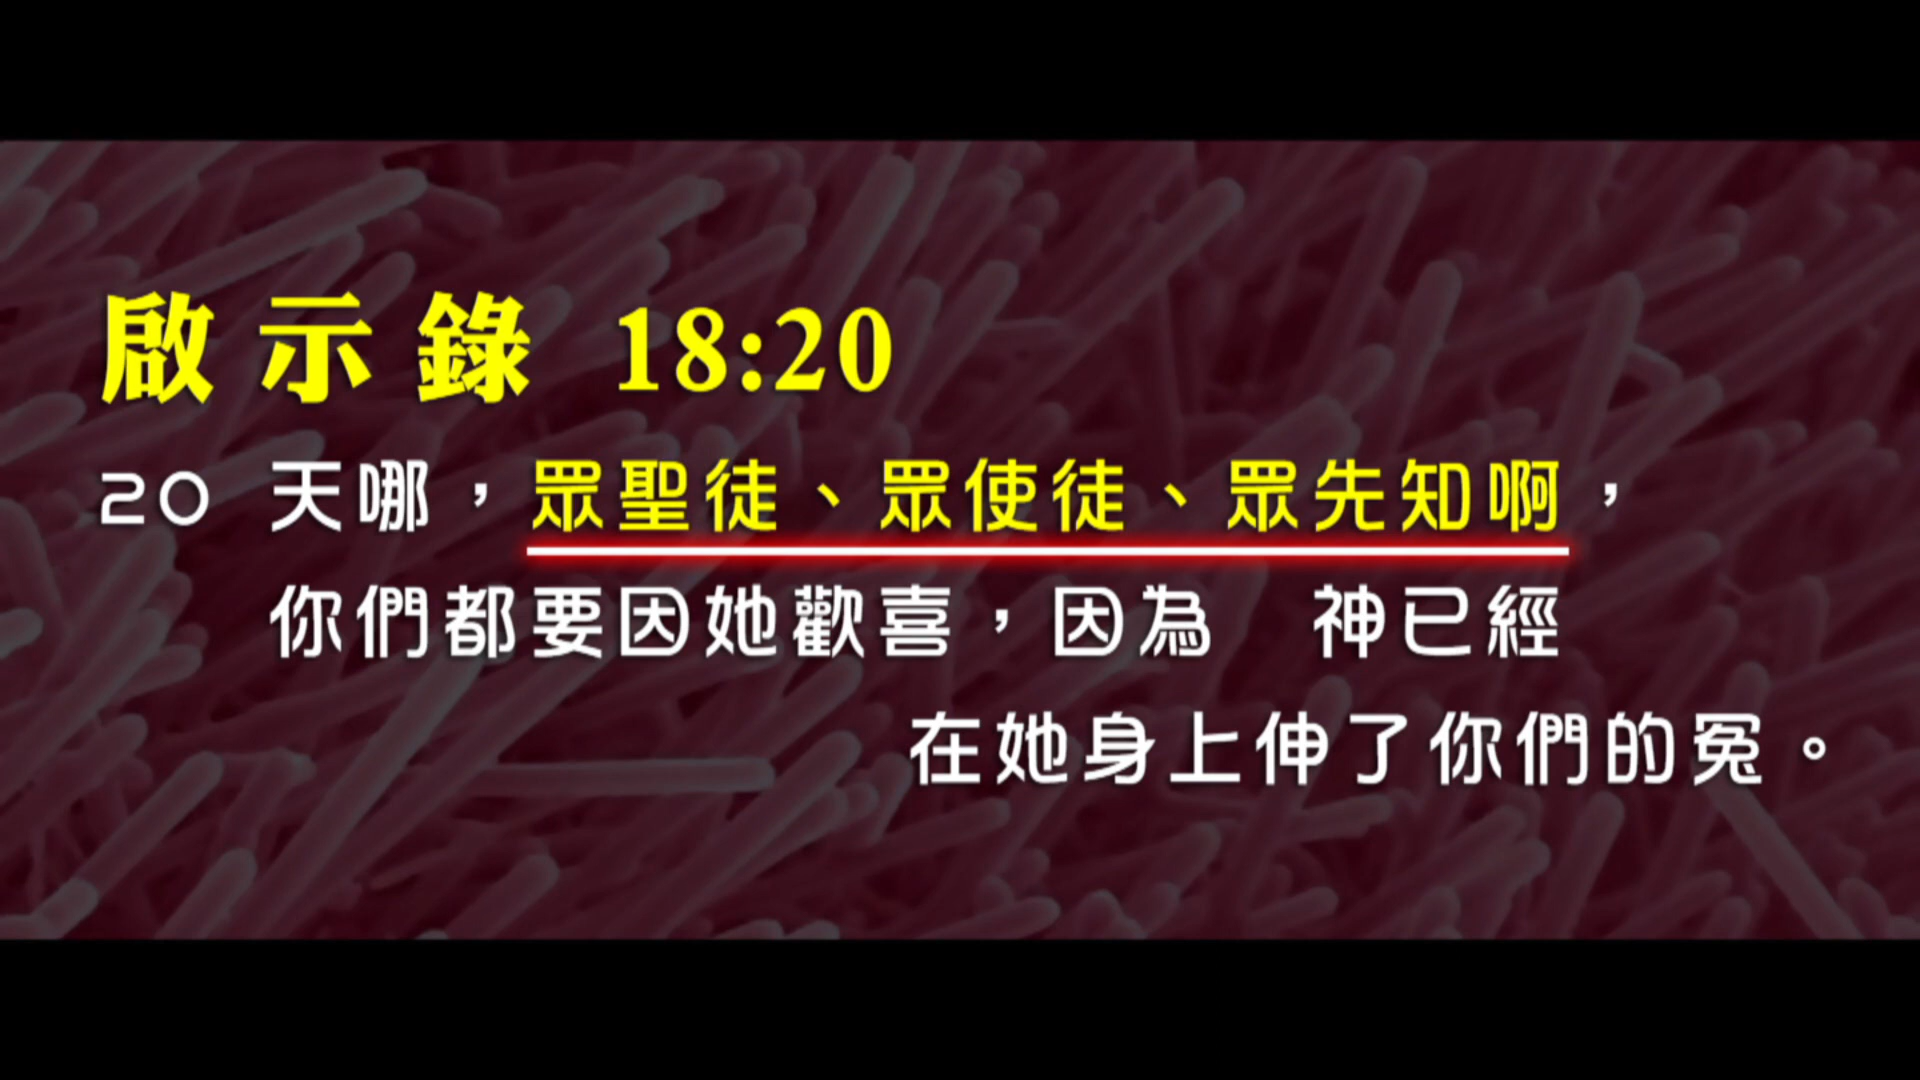 啟示錄 18:20
20 天哪，眾聖徒、眾使徒、眾先知啊，
你們都要因她歡喜，因為　神已經
在她身上伸了你們的冤。